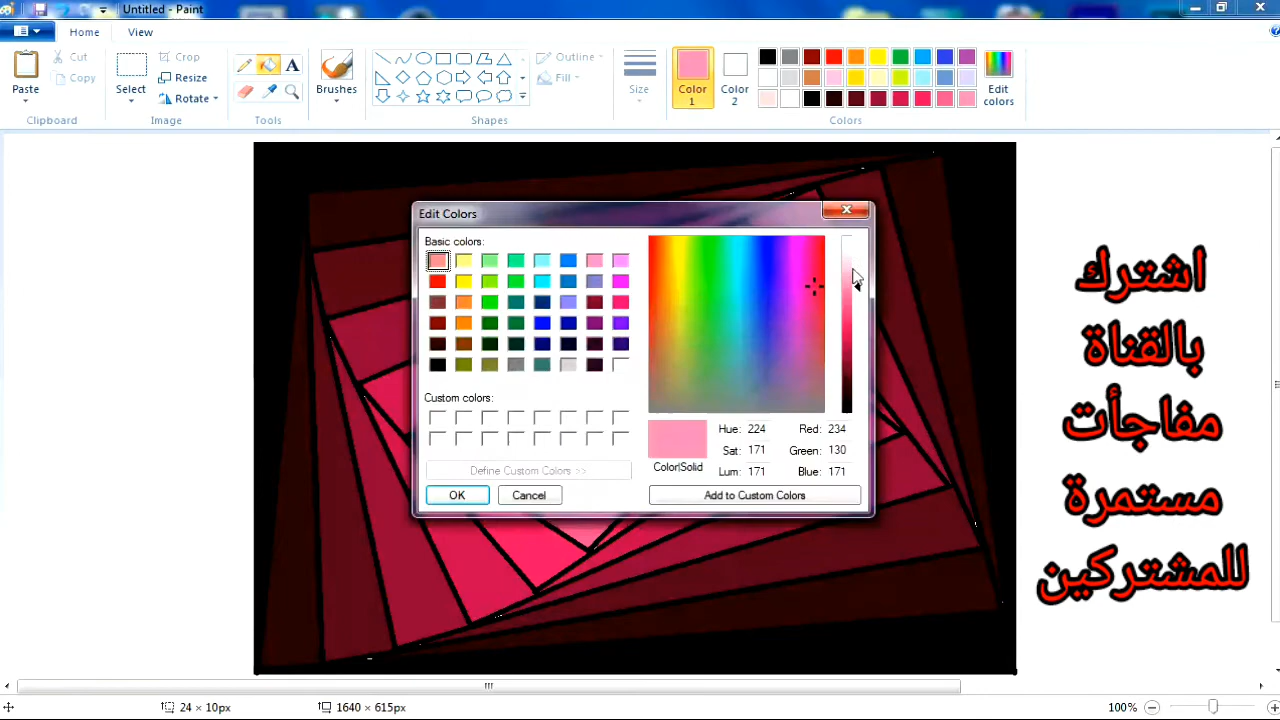 Untitled - Paint
Home
View
Paste
Cut
Copy
Clipboard
Select
Crop
Resize
Rotate
Image
A
Tools
Brushes
Shapes
Outline
Fill
Size
Color 1
Color 2
Edit colors
Colors
Edit Colors
Basic colors:
Custom colors:
Define Custom Colors >>
OK
Cancel
Color|Solid
Hue: 224
Sat: 171
Lum: 171
Red: 234
Green: 130
Blue: 171
Add to Custom Colors
اشترك
بالقناة
مفاجأت
مستمرة
للمشتركين
24 × 10px
1640 × 615px
100%